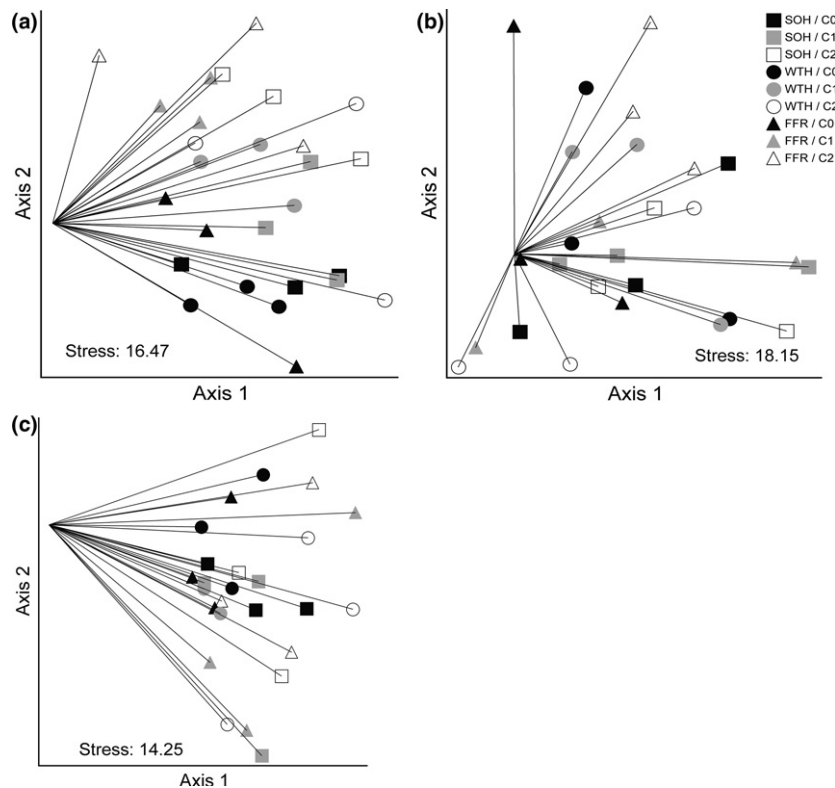 (a)
Axis 2
Stress: 16.47
Axis 1
(b)
Axis 2
Stress: 18.15
Axis 1
SOH / C0
SOH / C1
SOH / C2
WTH / C0
WTH / C1
WTH / C2
FFR / C0
FFR / C1
FFR / C2
(c)
Axis 2
Stress: 14.25
Axis 1